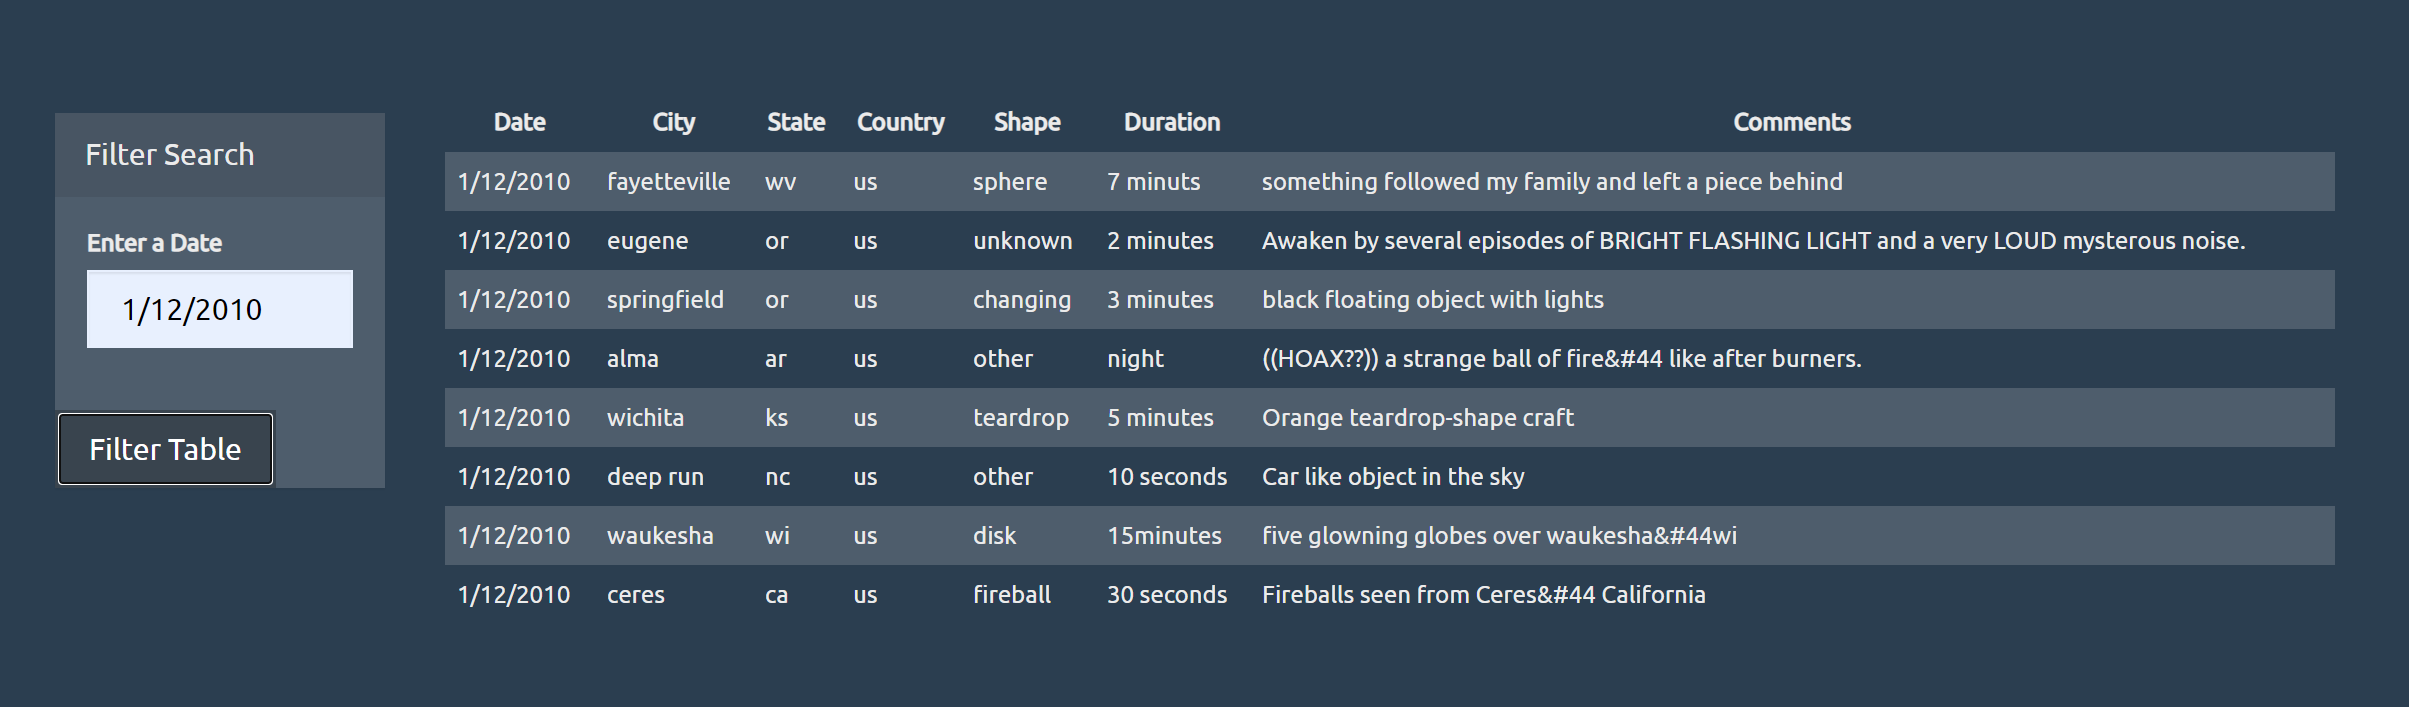 Filter Search
Enter a Date
1/12/2010
Filter Table
Date City State Country Shape Duration Comments
1/12/2010 fayetteville wv us sphere 7 minuts something followed my family and left a piece behind
1/12/2010 eugene or us unknown 2 minutes Awaken by several episodes of BRIGHT FLASHING LIGHT and a very LOUD mysterous noise.
1/12/2010 springfield or us changing 3 minutes black floating object with lights
1/12/2010 alma ar us other night ((HOAX??)) a strange ball of fire&#44 like after burners.
1/12/2010 wichita ks us teardrop 5 minutes Orange teardrop-shape craft
1/12/2010 deep run nc us other 10 seconds Car like object in the sky
1/12/2010 waukesha wi us disk 15minutes five glowning globes over waukesha&#44wi
1/12/2010 ceres ca us fireball 30 seconds Fireballs seen from Ceres&#44 California